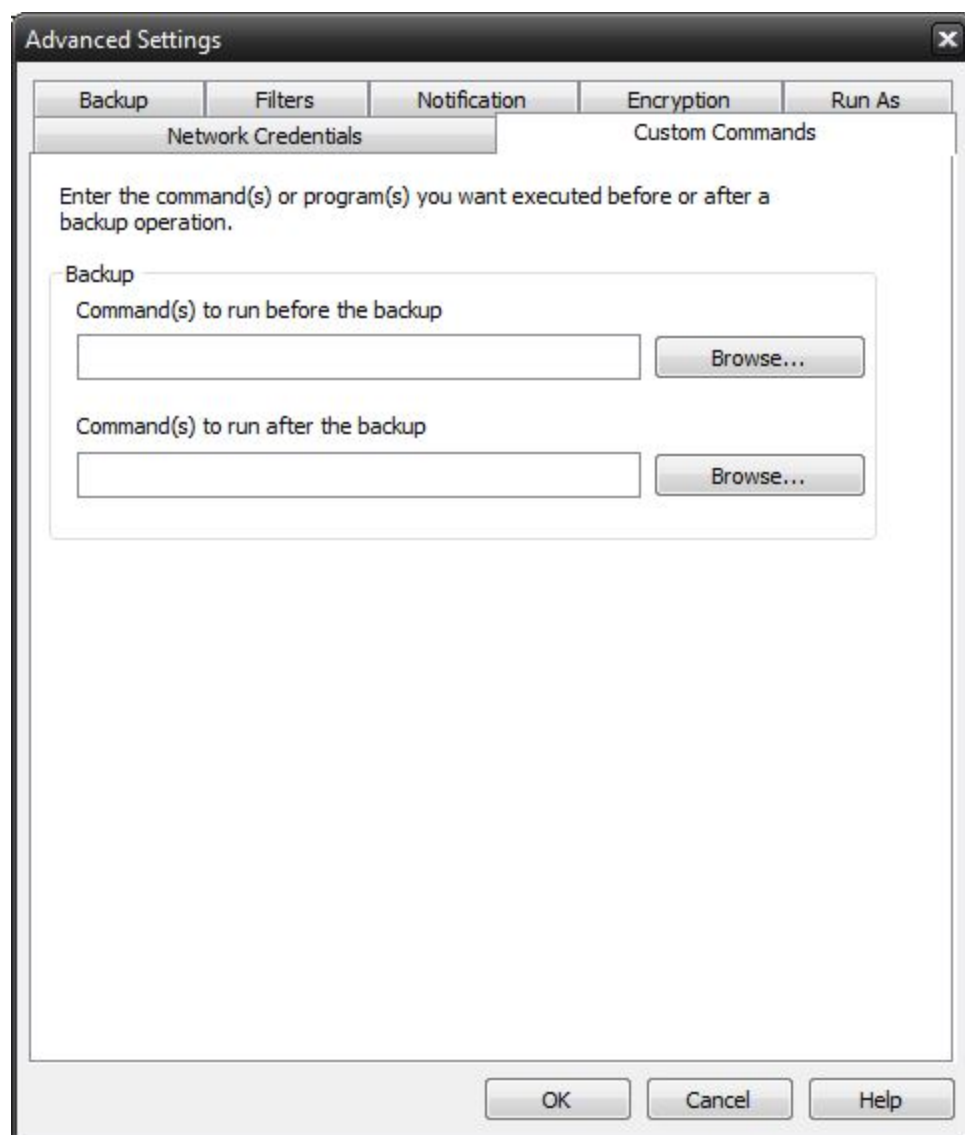 Advanced Settings
Backup Filters Notification Encryption Run As
Network Credentials Custom Commands
Enter the command(s) or program(s) you want executed before or after a
backup operation.
Backup
Command(s) to run before the backup
Browse...
Command(s) to run after the backup
Browse...
OK Cancel Help